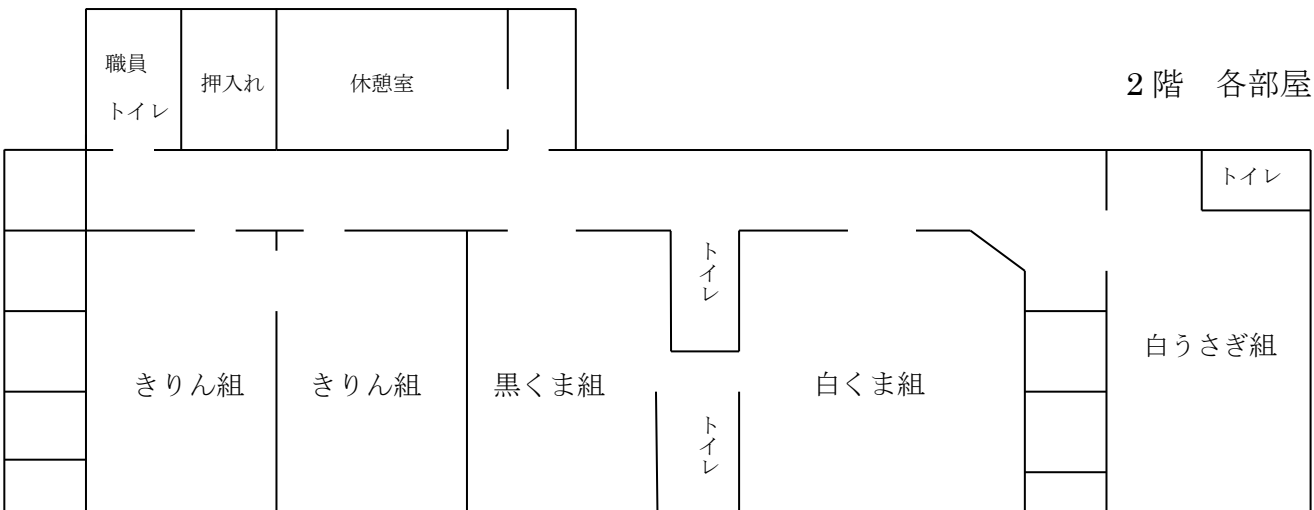 職員
トイレ
押入れ
休憩室
2階　各部屋
トイレ
トイレ
きりん組
きりん組
黒くま組
トイレ
白くま組
白うさぎ組